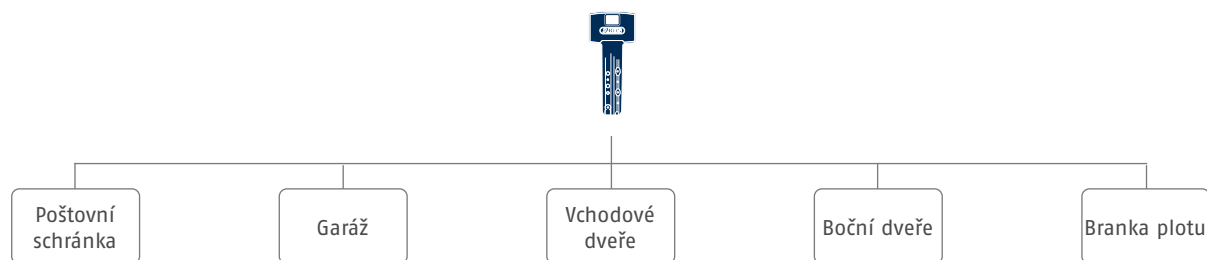 Poštovní
schránka
Garáž
Vchodové
dveře
Boční dveře
Branka plotu